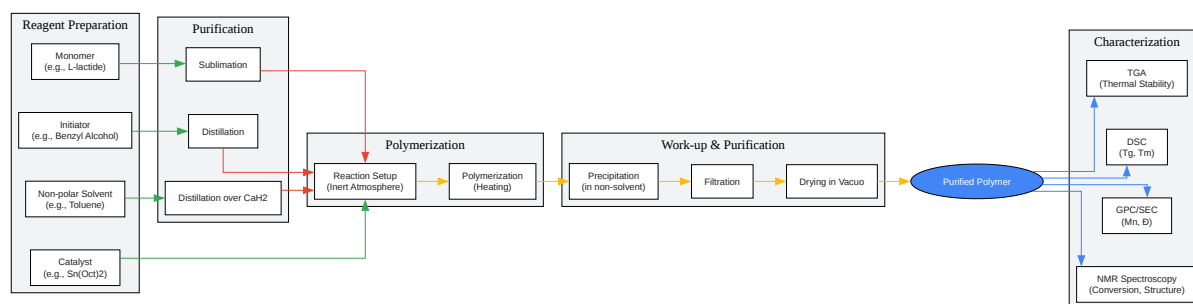 Reagent Preparation
Monomer
(e.g., L-lactide)
Initiator
(e.g., Benzyl Alcohol)
Non-polar Solvent
(e.g., Toluene)
Catalyst
(e.g., Sn(Oct)2)
Purification
Sublimation
Distillation
Distillation over CaH2
Polymerization
Reaction Setup
(Inert Atmosphere)
Polymerization
(Heating)
Work-up & Purification
Precipitation
(in non-solvent)
Filtration
Drying in Vacuo
Purified Polymer
Characterization
TGA
(Thermal Stability)
DSC
(Tg, Tm)
GPC/SEC
(Mn, Đ)
NMR Spectroscopy
(Conversion, Structure)